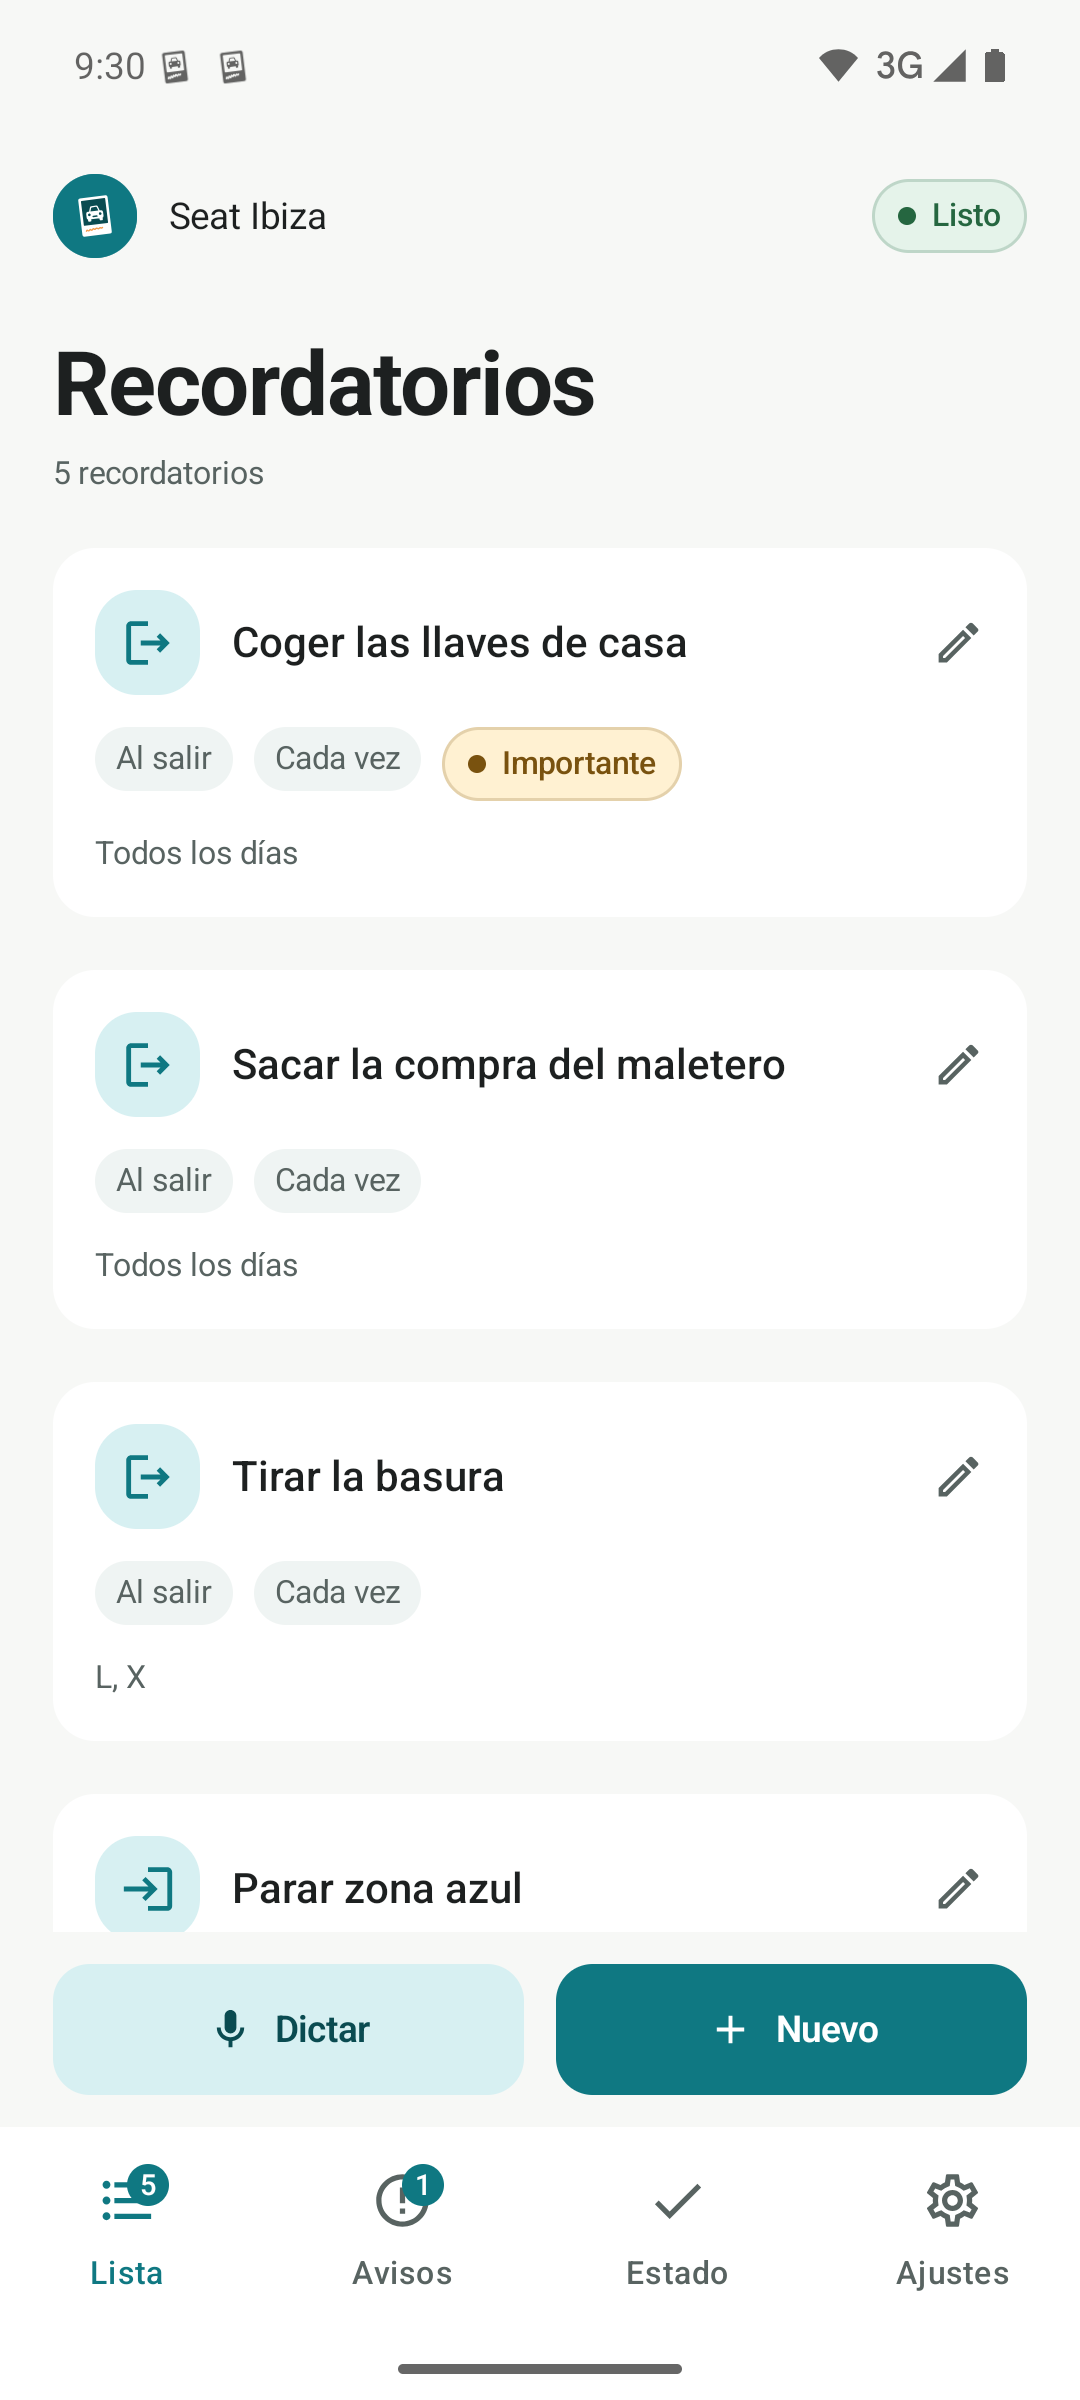 9:30
3G
Seat Ibiza
Listo
Recordatorios
5 recordatorios
Coger las llaves de casa
Al salir
Cada vez
Importante
Todos los días
Sacar la compra del maletero
Al salir
Cada vez
Todos los días
Tirar la basura
Al salir
Cada vez
L, X
Parar zona azul
Dictar
Nuevo
5
Lista
1
Avisos
Estado
Ajustes